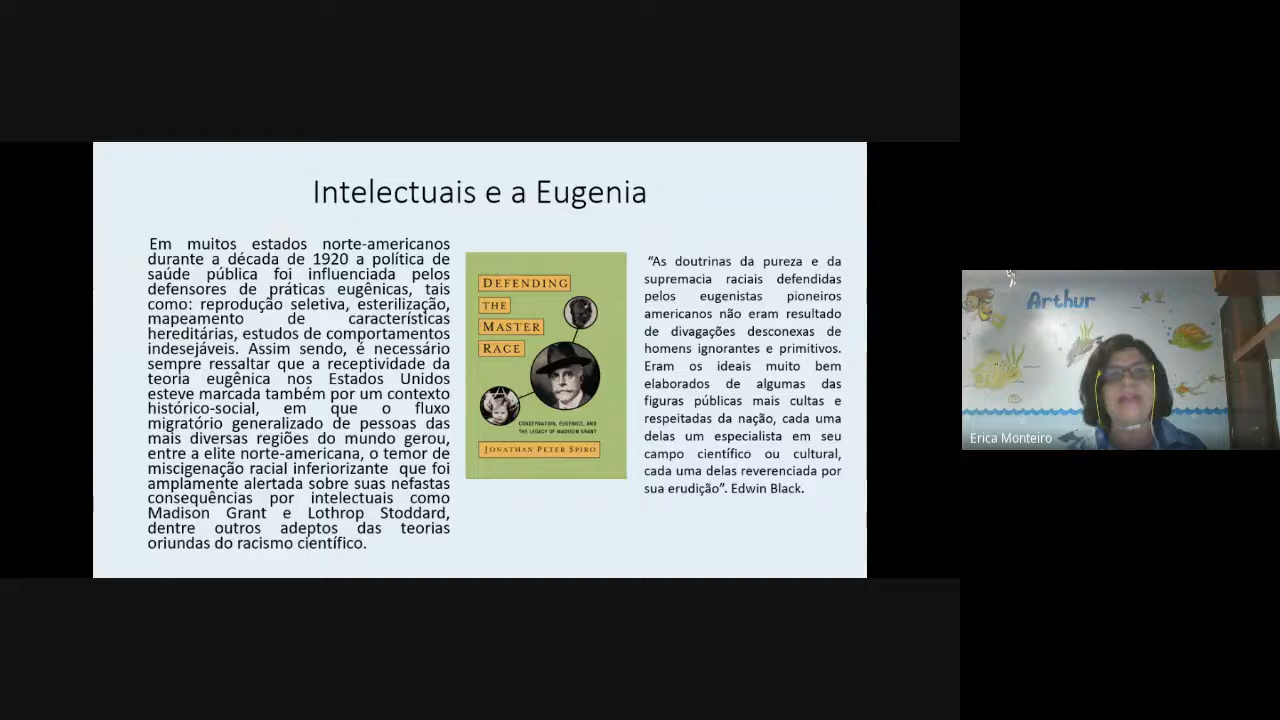 Intelectuais e a Eugenia
Em muitos estados norte-americanos
durante a década de 1920 a política de
saúde pública foi influenciada pelos
defensores de práticas eugênicas, tais
como: reprodução seletiva, esterilização,
mapeamento de características
hereditárias, estudos de comportamentos
indesejáveis. Assim sendo, é necessário
sempre ressaltar que a receptividade da
teoria eugênica nos Estados Unidos
esteve marcada também por um contexto
histórico-social, em que o fluxo
migratório generalizado de pessoas das
mais diversas regiões do mundo gerou,
entre a elite norte-americana, o temor de
miscigenação racial inferiorizante que foi
amplamente alertada sobre suas nefastas
consequências por intelectuais como
Madison Grant e Lothrop Stoddard,
dentre outros adeptos das teorias
oriundas do racismo científico.
DEFENDING
THE
MASTER
RACE
CONSERVATION, EUGENICS, AND
THE LEGACY OF MADISON GRANT
JONATHAN PETER SPIRO
“As doutrinas da pureza e da
supremacia raciais defendidas
pelos eugenistas pioneiros
americanos não eram resultado
de divagações desconexas de
homens ignorantes e primitivos.
Eram os ideais muito bem
elaborados de algumas das
figuras públicas mais cultas e
respeitadas da nação, cada uma
delas um especialista em seu
campo científico ou cultural,
cada uma delas reverenciada por
sua erudição”. Edwin Black.
Arthur
Erica Monteiro